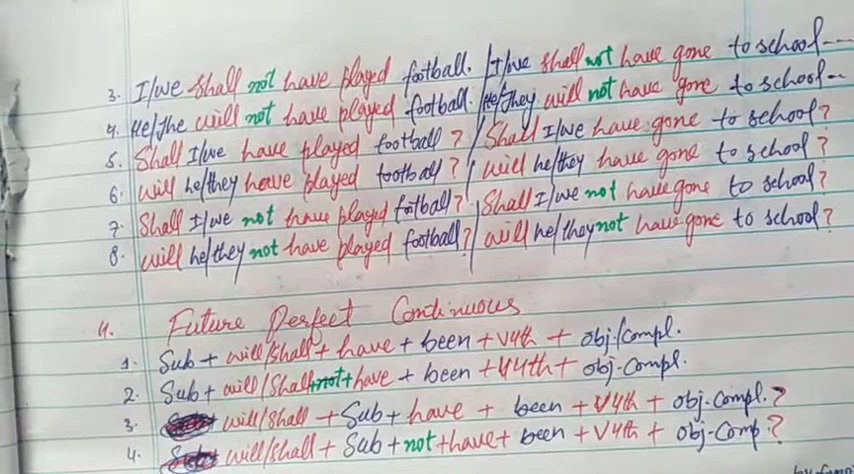 3. I/we shall not have played football. / I/we shall not have gone to school---
4. He/The will not have played football. / He/They will not have gone to school--
5. Shall I/we have played football? / Shall I/we have gone to school?
6. will he/they have played football? / will he/they have gone to school?
7. Shall I/we not have played football? / Shall I/we not have gone to school?
8. will he/they not have played football? / will he/they not have gone to school?
4. Future Perfect Continuous
1. Sub + will/shall + have + been + V4th + obj/compl.
2. Sub + will/Shall + not + have + been + V4th + obj-compl.
3. will/shall + Sub + have + been + V4th + obj-compl.?
4. will/shall + Sub + not + have + been + V4th + obj-Comp?